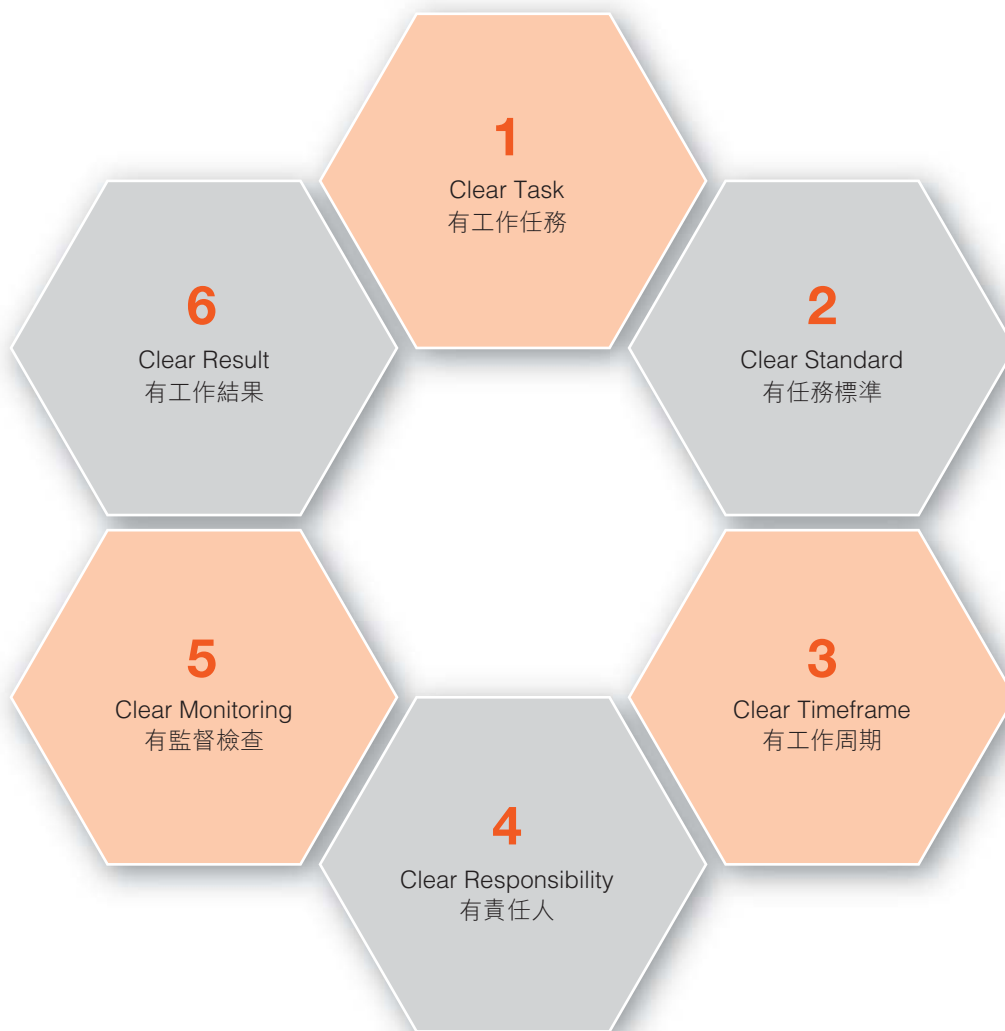 1
Clear Task
有工作任務
2
Clear Standard
有任務標準
3
Clear Timeframe
有工作周期
4
Clear Responsibility
有責任人
5
Clear Monitoring
有監督檢查
6
Clear Result
有工作結果